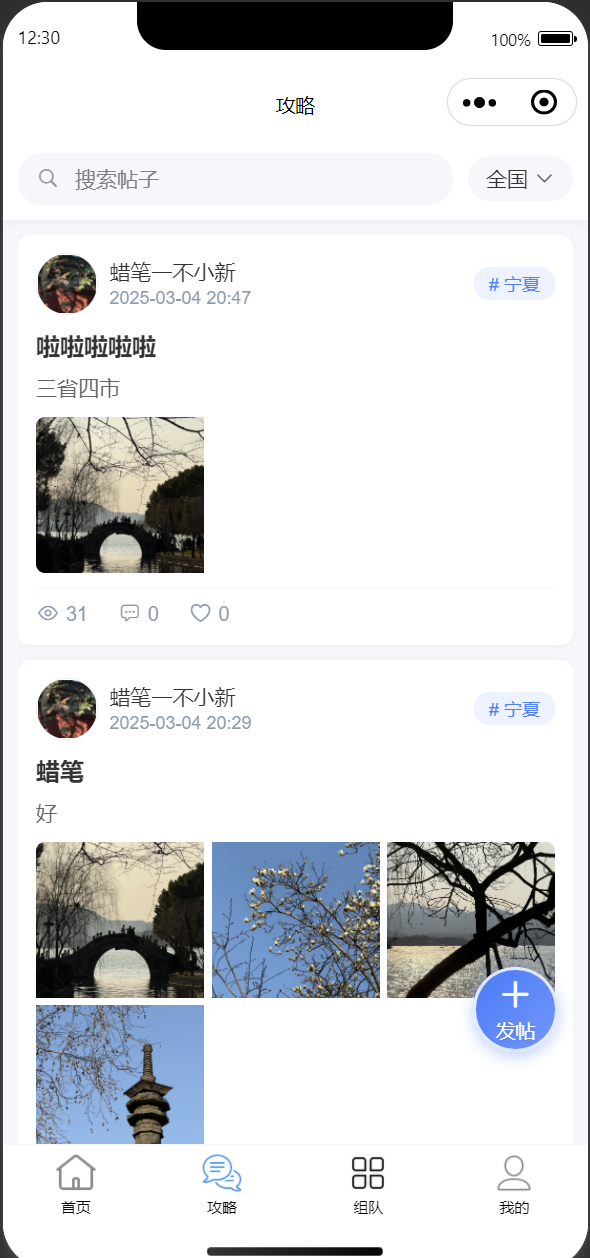 12:30
100%
攻略
搜索帖子
全国
蜡笔一不小新
2025-03-04 20:47
# 宁夏
啦啦啦啦啦
三省四市
31
0
0
蜡笔一不小新
2025-03-04 20:29
# 宁夏
蜡笔
好
发帖
首页
攻略
组队
我的